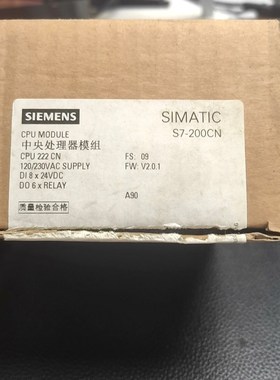 SIEMENS
SIMATIC
S7-200CN
CPU MODULE
中央处理器模组
CPU 222 CN FS: 09
120/230VAC SUPPLY FW: V2.0.1
DI 8 x 24VDC
DO 6 x RELAY
A90
质量检验合格